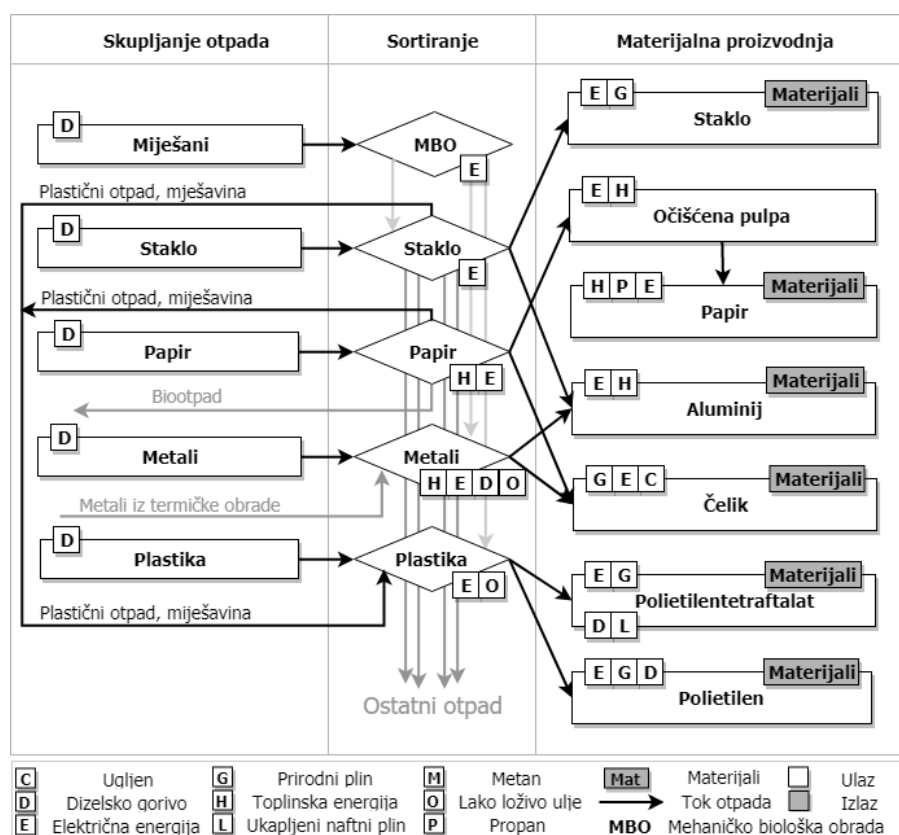 Skupljanje otpada
Sortiranje
Materijalna proizvodnja
E G Materijali
Staklo
D
Miješani
MBO
E
Plastični otpad, mješavina
E H
Očišćena pulpa
D
Staklo
Staklo
E
H P E Materijali
Papir
Plastični otpad, miješavina
D
Papir
Papir
H E
E H Materijali
Aluminij
Biootpad
D
Metali
Metali
H E D O
G E C Materijali
Čelik
Metali iz termičke obrade
D
Plastika
Plastika
E O
E G Materijali
Polietilentetraftalat
D L
Plastični otpad, miješavina
E G D Materijali
Polietilen
Ostatni otpad
C Ugljen G Prirodni plin M Metan Mat Materijali Ulaz
D Dizelsko gorivo H Toplinska energija O Lako loživo ulje Tok otpada Izlaz
E Električna energija L Ukapljeni naftni plin P Propan MBO Mehaničko biološka obrada